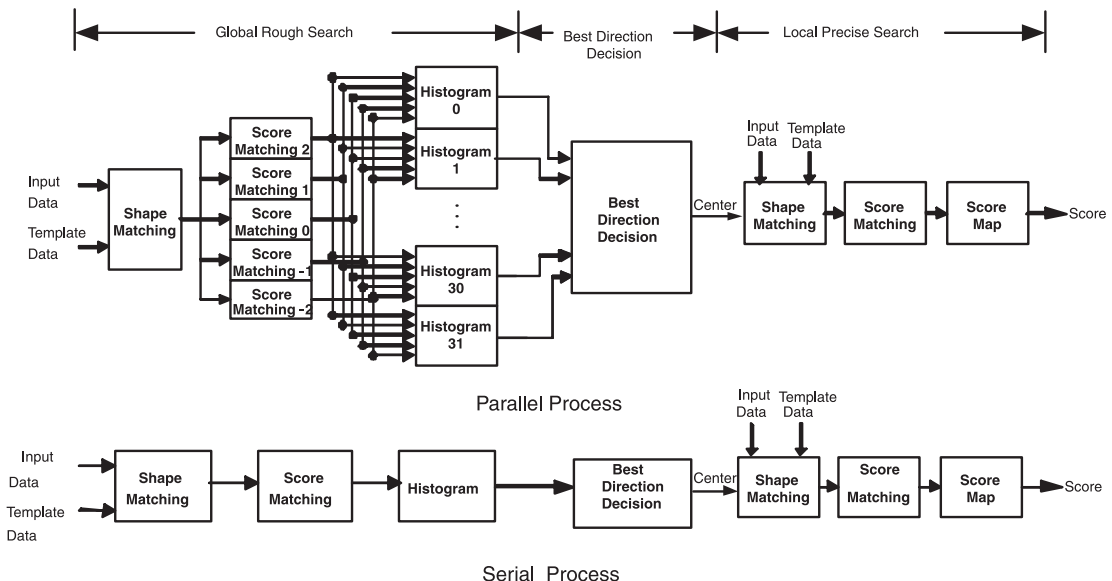 Global Rough Search
Best Direction
Decision
Local Precise Search
Input
Data
Template
Data
Shape
Matching
Score
Matching 2
Score
Matching 1
Score
Matching 0
Score
Matching -1
Score
Matching -2
Histogram
0
Histogram
1
Histogram
30
Histogram
31
Best
Direction
Decision
Center
Input
Data
Template
Data
Shape
Matching
Score
Matching
Score
Map
Score
Parallel Process
Input
Data
Template
Data
Shape
Matching
Score
Matching
Histogram
Best
Direction
Decision
Center
Input
Data
Template
Data
Shape
Matching
Score
Matching
Score
Map
Score
Serial Process